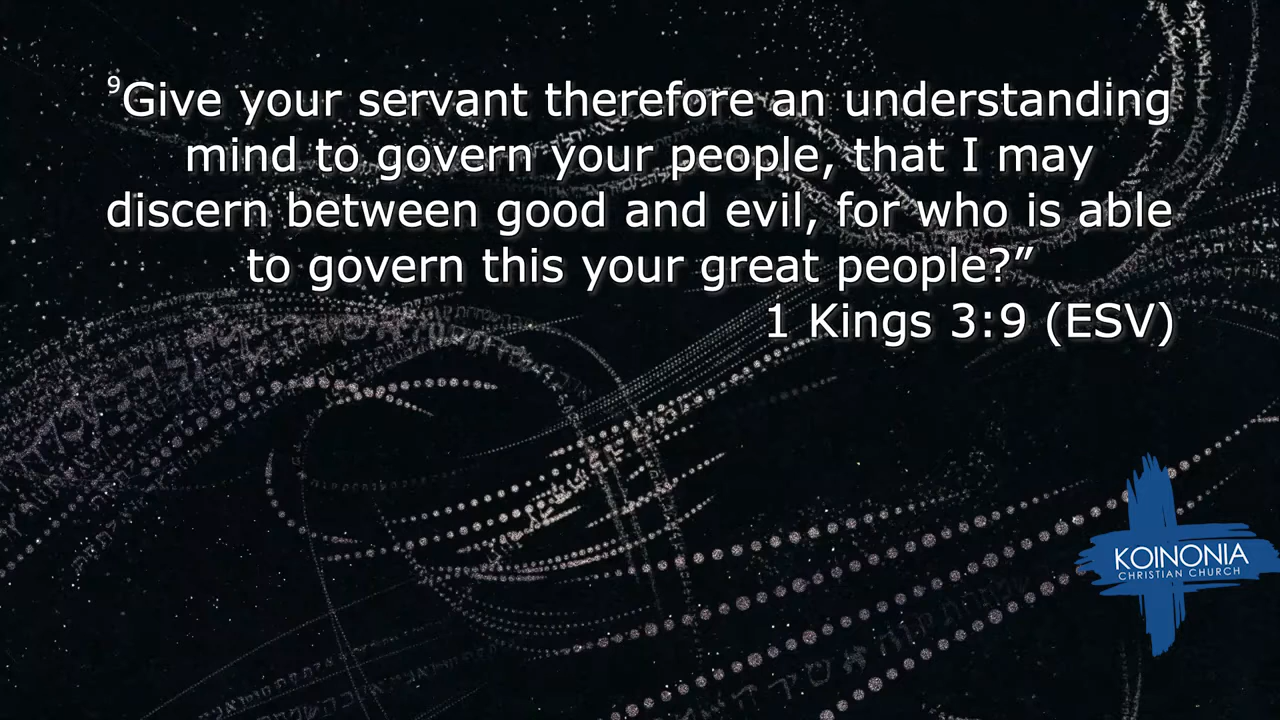 ⁹Give your servant therefore an understanding
mind to govern your people, that I may
discern between good and evil, for who is able
to govern this your great people?”
1 Kings 3:9 (ESV)
KOINONIA
CHRISTIAN CHURCH